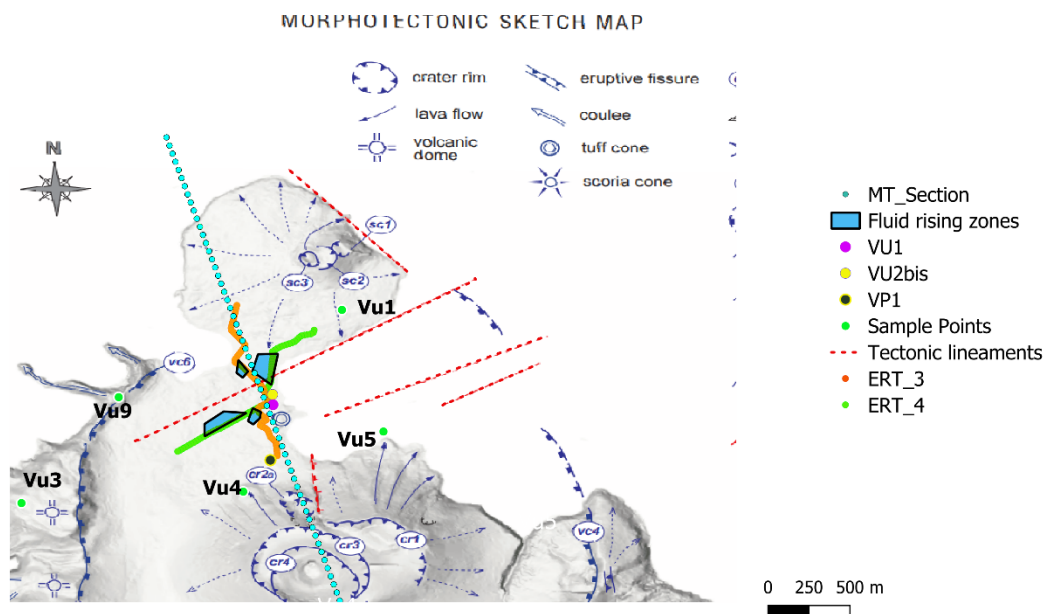 MORPHOTECTONIC SKETCH MAP
crater rim
eruptive fissure
lava flow
coulee
volcanic dome
tuff cone
scoria cone
N
MT_Section
Fluid rising zones
VU1
VU2bis
VP1
Sample Points
Tectonic lineaments
ERT_3
ERT_4
sc1
sc3
sc2
Vu1
vc6
Vu9
Vu5
Vu3
Vu4
cr2a
cr3
cr1
cr4
vc4
0 250 500 m